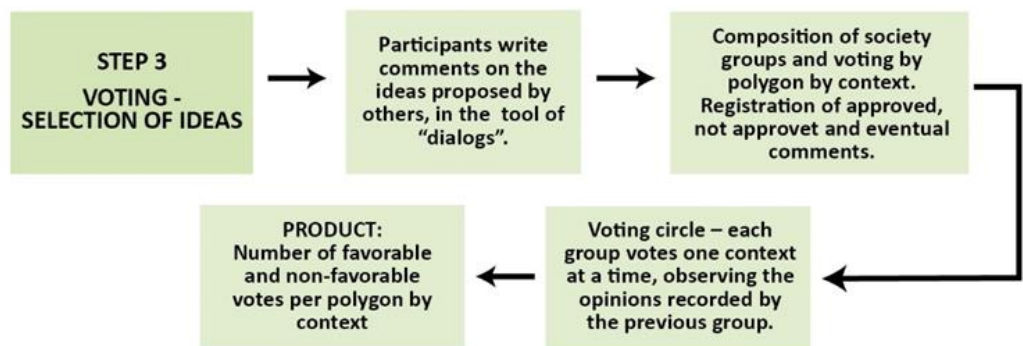 STEP 3
VOTING -
SELECTION OF IDEAS
Participants write
comments on the
ideas proposed by
others, in the tool of
“dialogs”.
Composition of society
groups and voting by
polygon by context.
Registration of approved,
not approvet and eventual
comments.
Voting circle – each
group votes one context
at a time, observing the
opinions recorded by
the previous group.
PRODUCT:
Number of favorable
and non-favorable
votes per polygon by
context